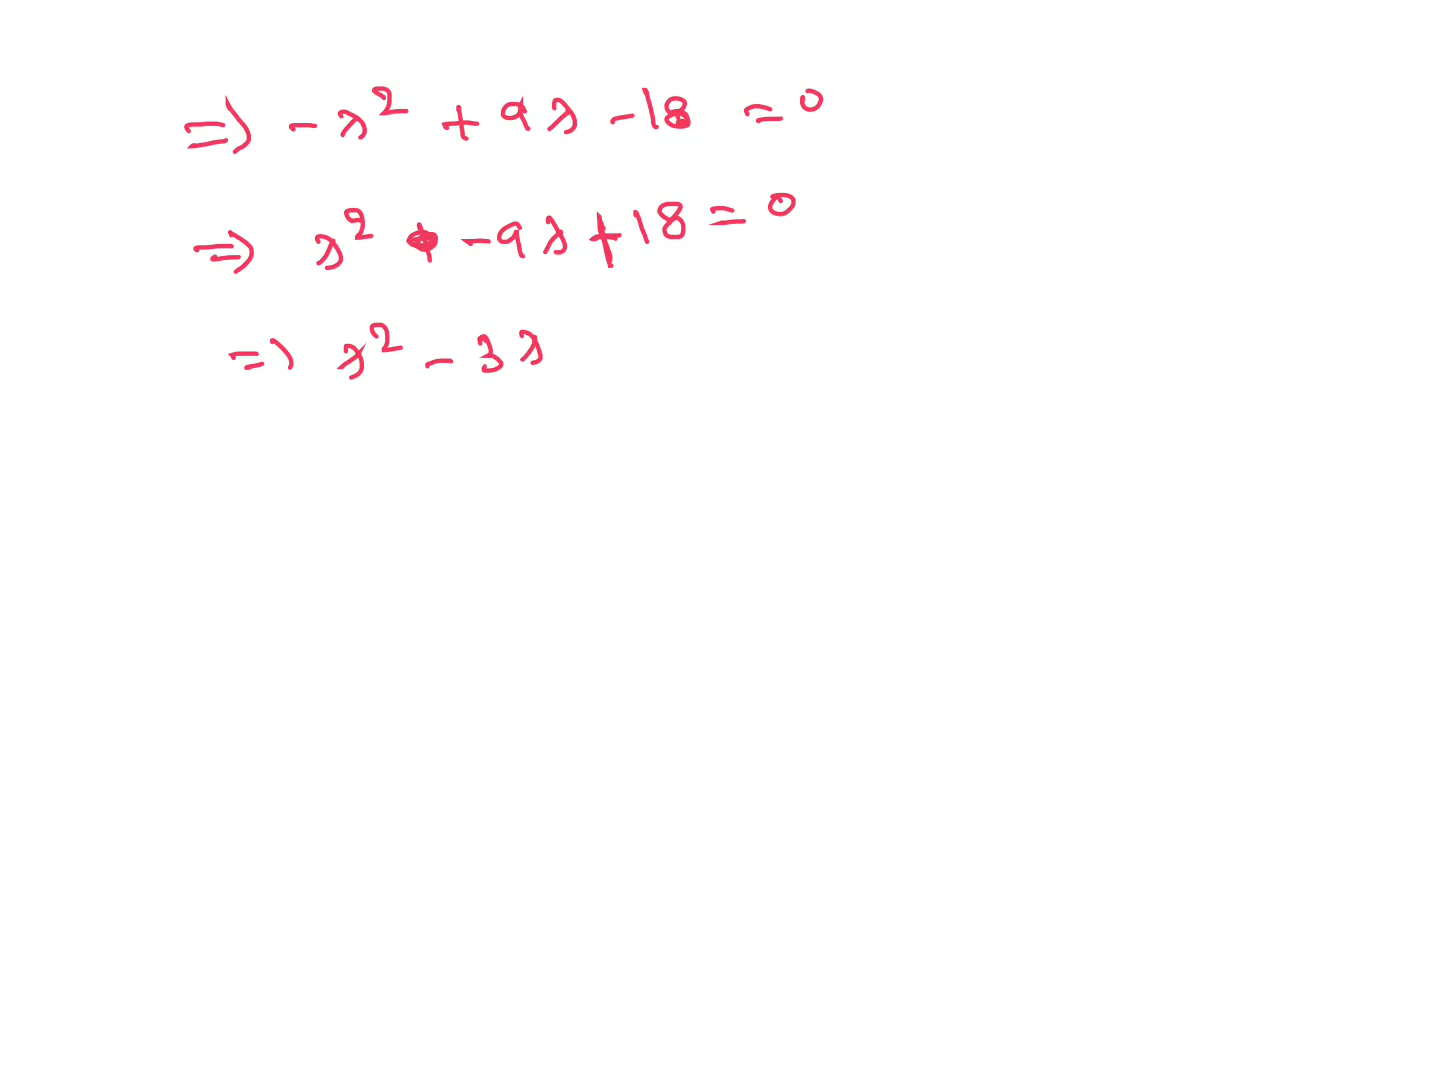 => -x² + 9x - 18 = 0
=> x² - 9x + 18 = 0
=> x² - 3x